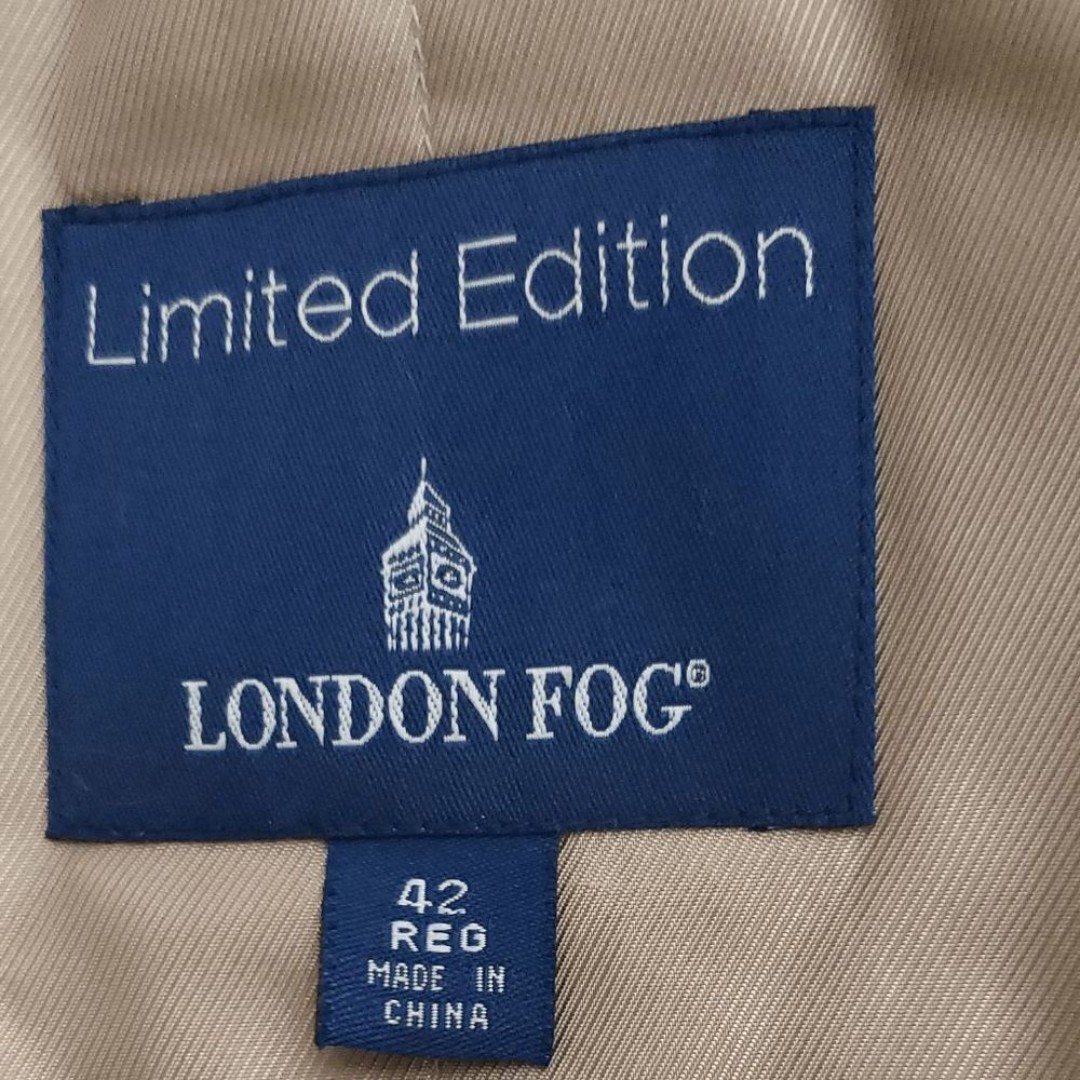 Limited Edition
LONDON FOG®
42
REG
MADE IN
CHINA